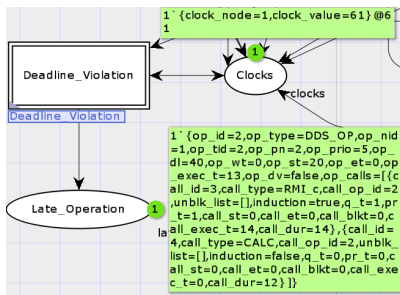 1`{clock_node=1,clock_value=61}@6
1
1
Deadline_Violation
Clocks
clocks
Deadline_Violation
1`{op_id=2,op_type=DDS_OP,op_nid
=1,op_tid=2,op_pn=2,op_prio=5,op_
dl=40,op_wt=0,op_st=20,op_et=0,op
_exec_t=13,op_dv=false,op_calls=[{c
all_id=3,call_type=RMI_c,call_op_id=2
,unblk_list=[],induction=true,q_t=1,pr
_t=1,call_st=0,call_et=0,call_blkt=0,c
all_exec_t=14,call_dur=14},{call_id=
4,call_type=CALC,call_op_id=2,unblk_
list=[],induction=false,q_t=0,pr_t=0,c
all_st=0,call_et=0,call_blkt=0,call_exe
c_t=0,call_dur=12}]}
Late_Operation
1
la